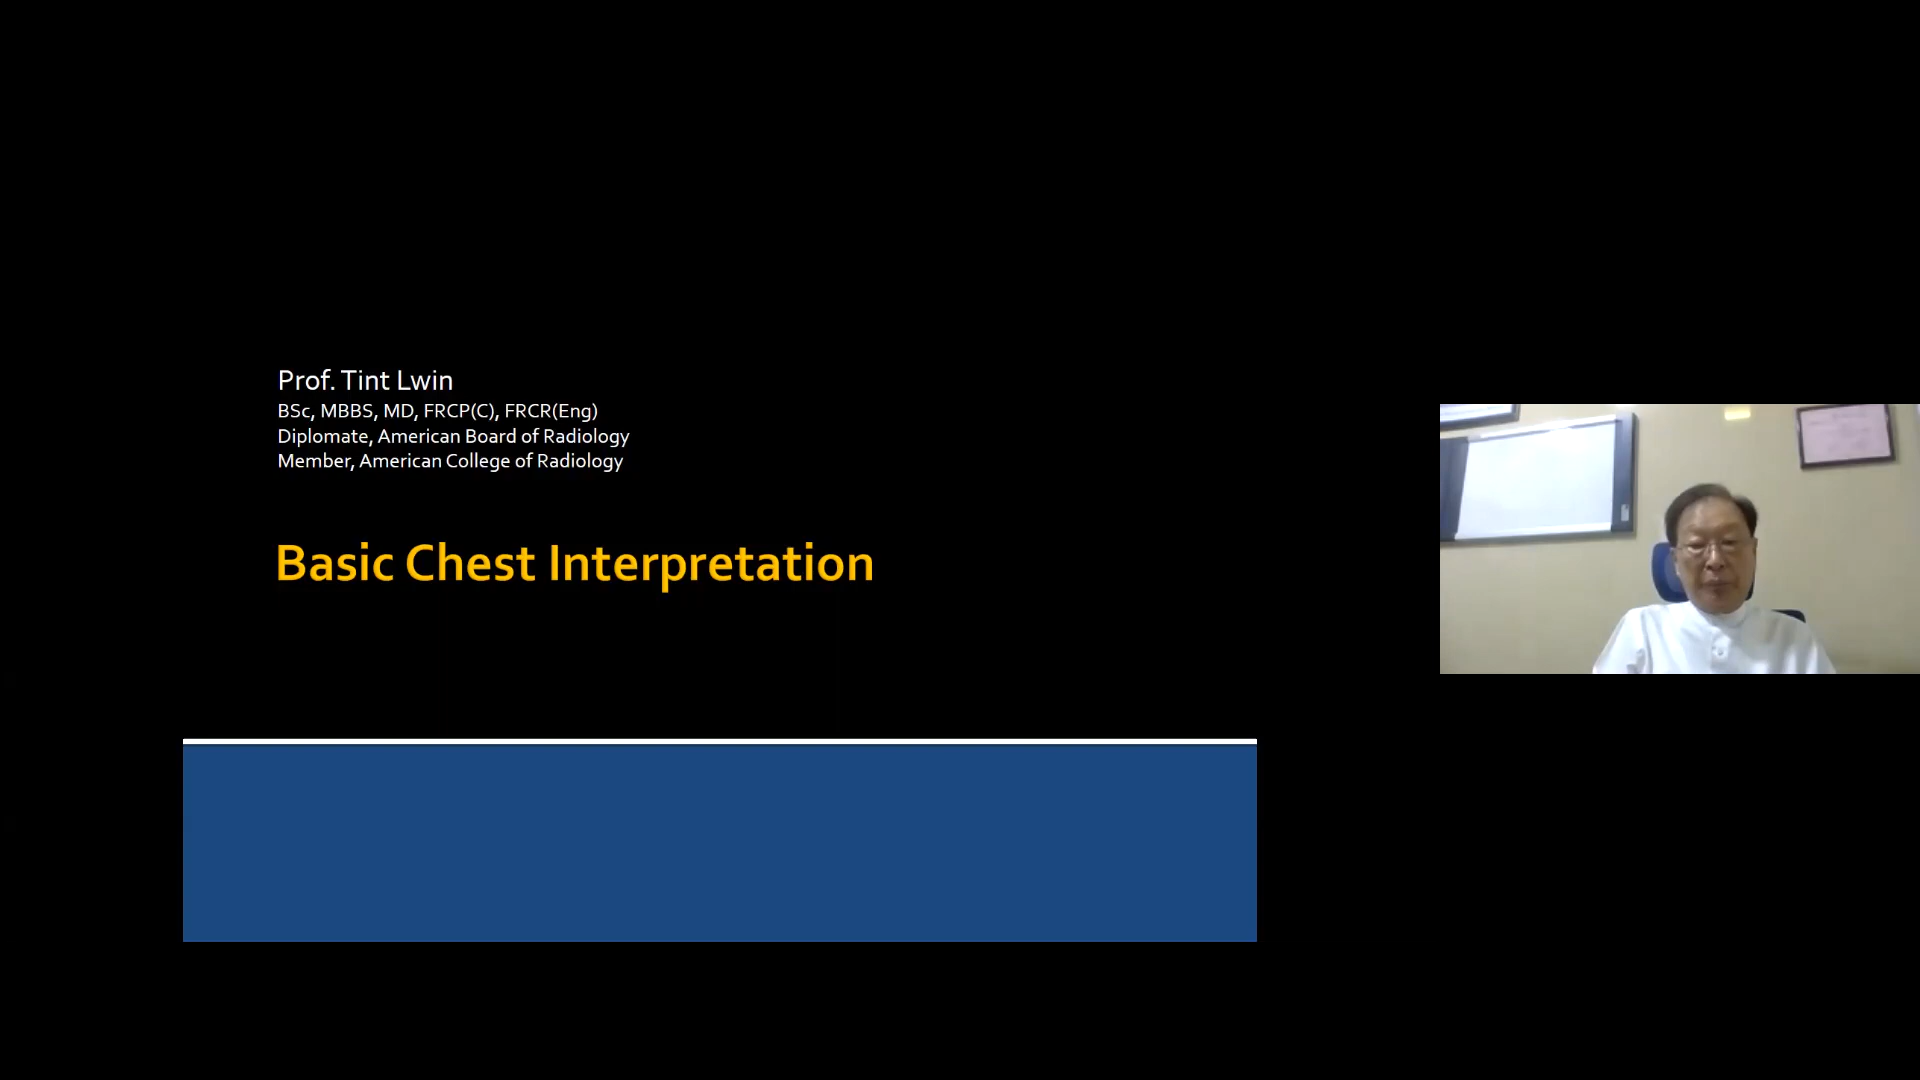 Prof. Tint Lwin
BSc, MBBS, MD, FRCP(C), FRCR(Eng)
Diplomate, American Board of Radiology
Member, American College of Radiology
Basic Chest Interpretation